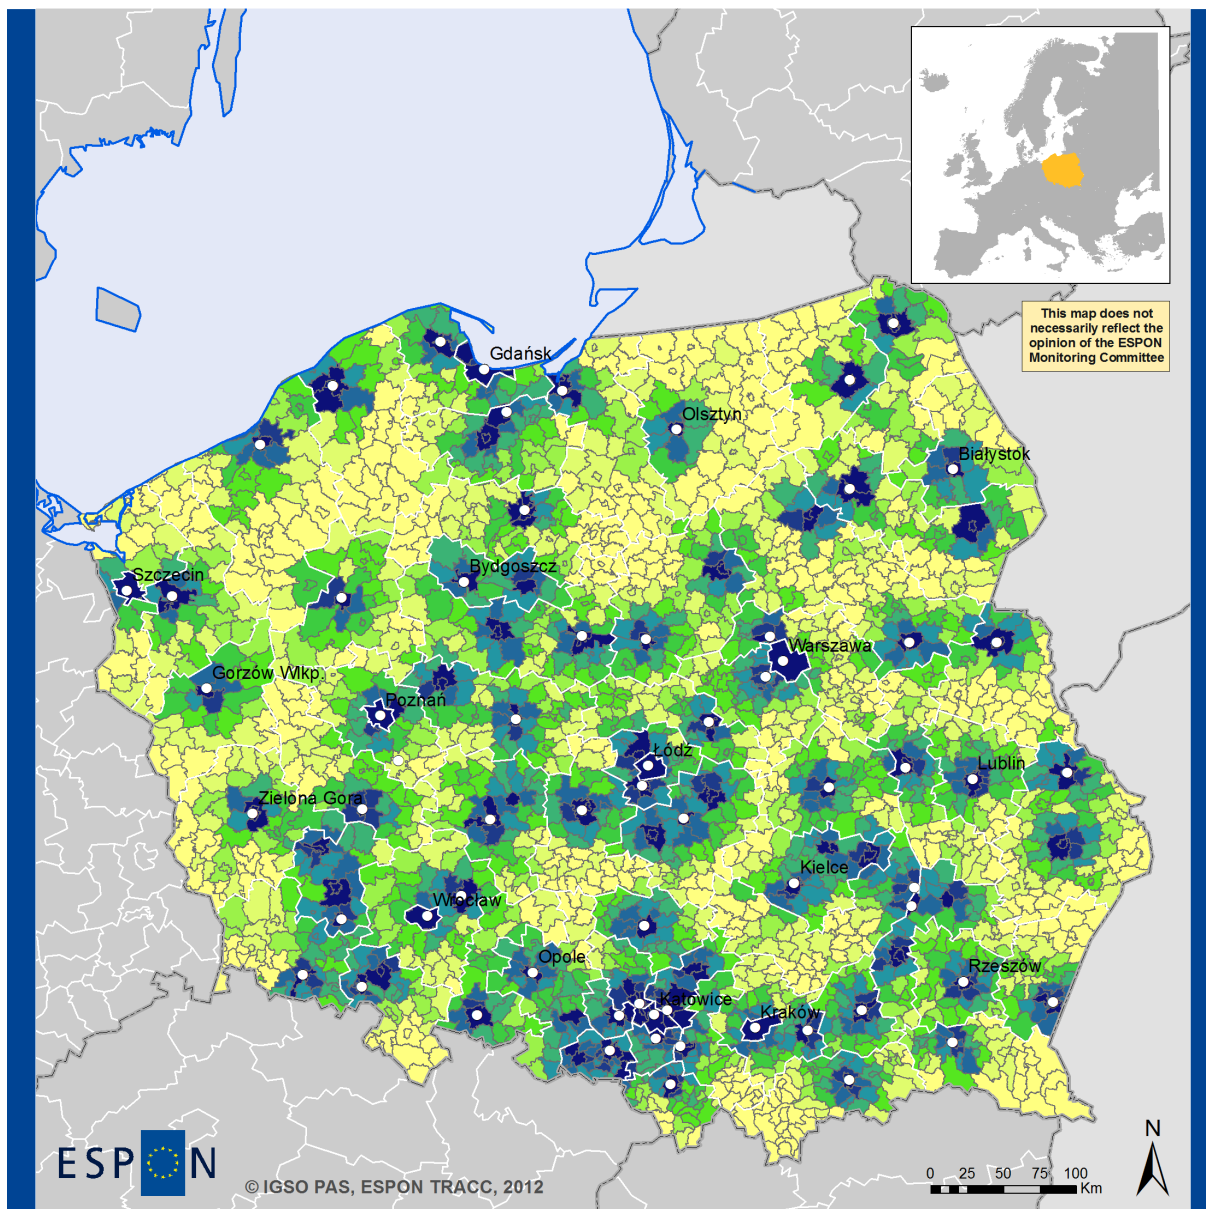 This map does not
necessarily reflect the
opinion of the ESPON
Monitoring Committee
Gdańsk
Olsztyn
Białystok
Szczecin
Bydgoszcz
Warszawa
Gorzów Wlkp.
Poznań
Łódź
Lublin
Zielona Góra
Kielce
Wrocław
Opole
Rzeszów
Katowice
Kraków
N
ESPON
© IGSO PAS, ESPON TRACC, 2012
0 25 50 75 100
Km